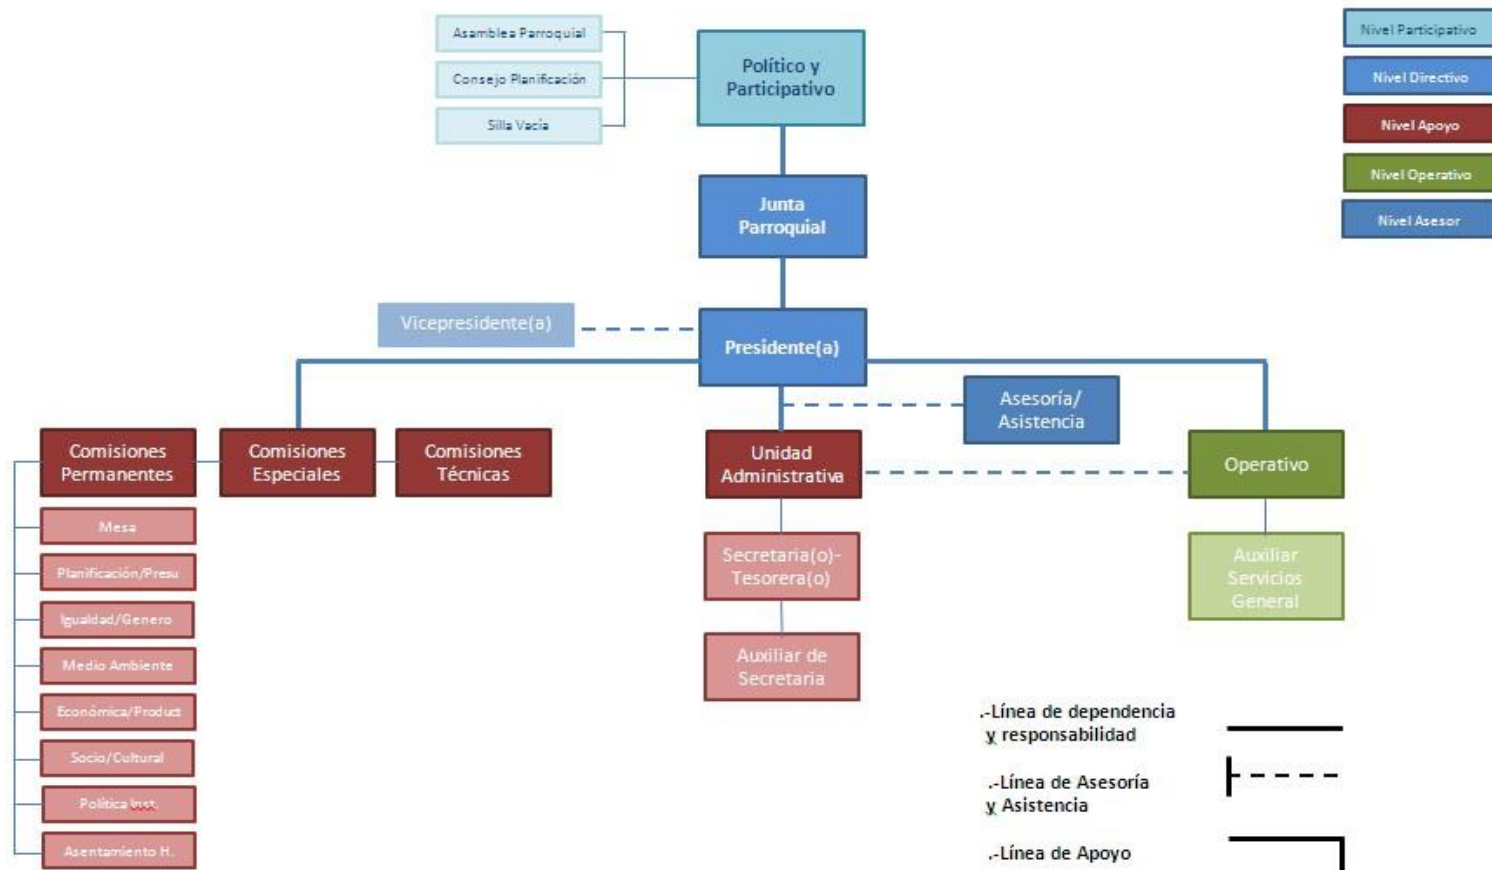 Asamblea Parroquial
Consejo Planificación
Silla Vacía
Político y
Participativo
Nivel Participativo
Nivel Directivo
Nivel Apoyo
Nivel Operativo
Nivel Asesor
Junta
Parroquial
Vicepresidente(a)
Presidente(a)
Asesoría/
Asistencia
Comisiones
Permanentes
Comisiones
Especiales
Comisiones
Técnicas
Unidad
Administrativa
Operativo
Mesa
Planificación/Presu
Igualdad/Genero
Medio Ambiente
Económica/Product
Socio/Cultural
Política Inst.
Asentamiento H.
Secretaria(o)-
Tesorera(o)
Auxiliar de
Secretaria
Auxiliar
Servicios
General
.-Línea de dependencia
y responsabilidad
.-Línea de Asesoría
y Asistencia
.-Línea de Apoyo